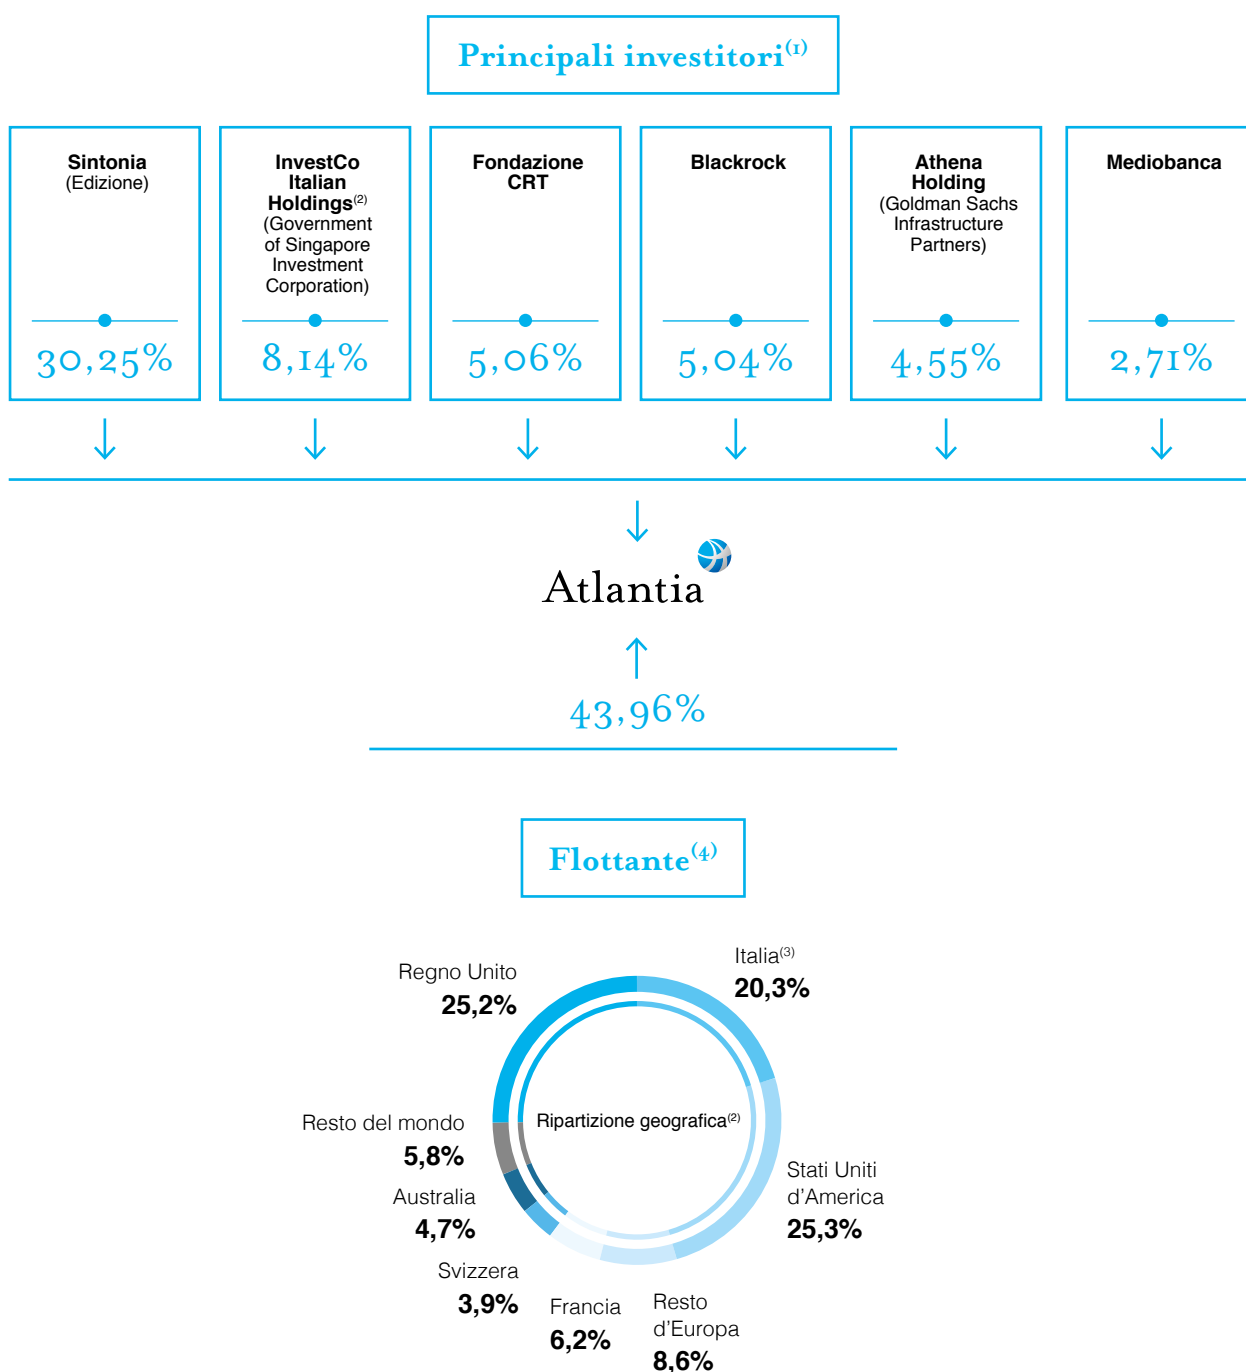 Principali investitori(1)
Sintonia
(Edizione)
30,25%
InvestCo
Italian
Holdings(2)
(Government
of Singapore
Investment
Corporation)
8,14%
Fondazione
CRT
5,06%
Blackrock
5,04%
Athena
Holding
(Goldman Sachs
Infrastructure
Partners)
4,55%
Mediobanca
2,71%
Atlantia
43,96%
Flottante(4)
Regno Unito
25,2%
Italia(3)
20,3%
Ripartizione geografica(2)
Resto del mondo
5,8%
Stati Uniti
d'America
25,3%
Australia
4,7%
Svizzera
3,9%
Francia
6,2%
Resto
d'Europa
8,6%